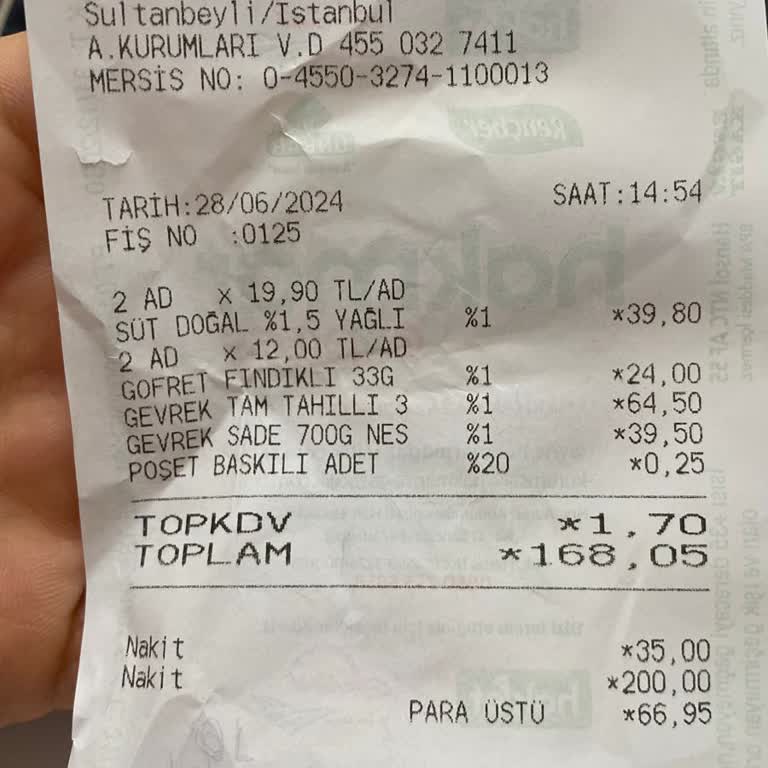 Sultanbeyli/İstanbul
A.KURUMLARI V.D 455 032 7411
MERSİS NO: 0-4550-3274-1100013
TARİH:28/06/2024 SAAT:14:54
FİŞ NO :0125
2 AD x 19,90 TL/AD
SÜT DOĞAL %1,5 YAĞLI %1 *39,80
2 AD x 12,00 TL/AD
GOFRET FINDIKLI 33G %1 *24,00
GEVREK TAM TAHILLI 3 %1 *64,50
GEVREK SADE 700G NES %1 *39,50
POŞET BASKILI ADET %20 *0,25
TOPKDV *1,70
TOPLAM *168,05
Nakit *35,00
Nakit *200,00
PARA ÜSTÜ *66,95